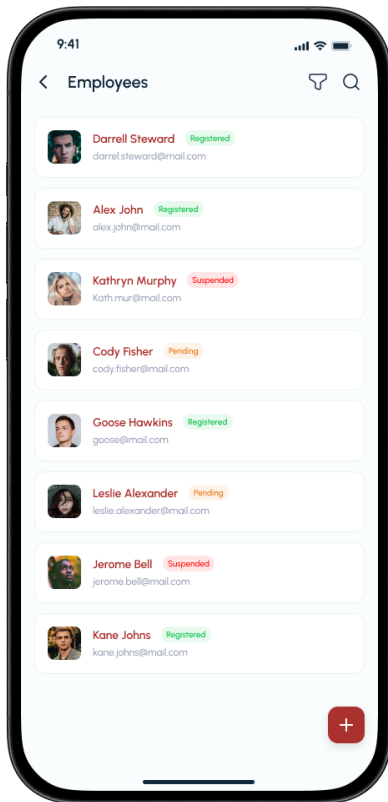 9:41
Employees
Darrell Steward Registered
darrel.steward@mail.com
Alex John Registered
alex.john@mail.com
Kathryn Murphy Suspended
Kath.mur@mail.com
Cody Fisher Pending
cody.fisher@mail.com
Goose Hawkins Registered
goose@mail.com
Leslie Alexander Pending
leslie.alexander@mail.com
Jerome Bell Suspended
jerome.bell@mail.com
Kane Johns Registered
kane.johns@mail.com